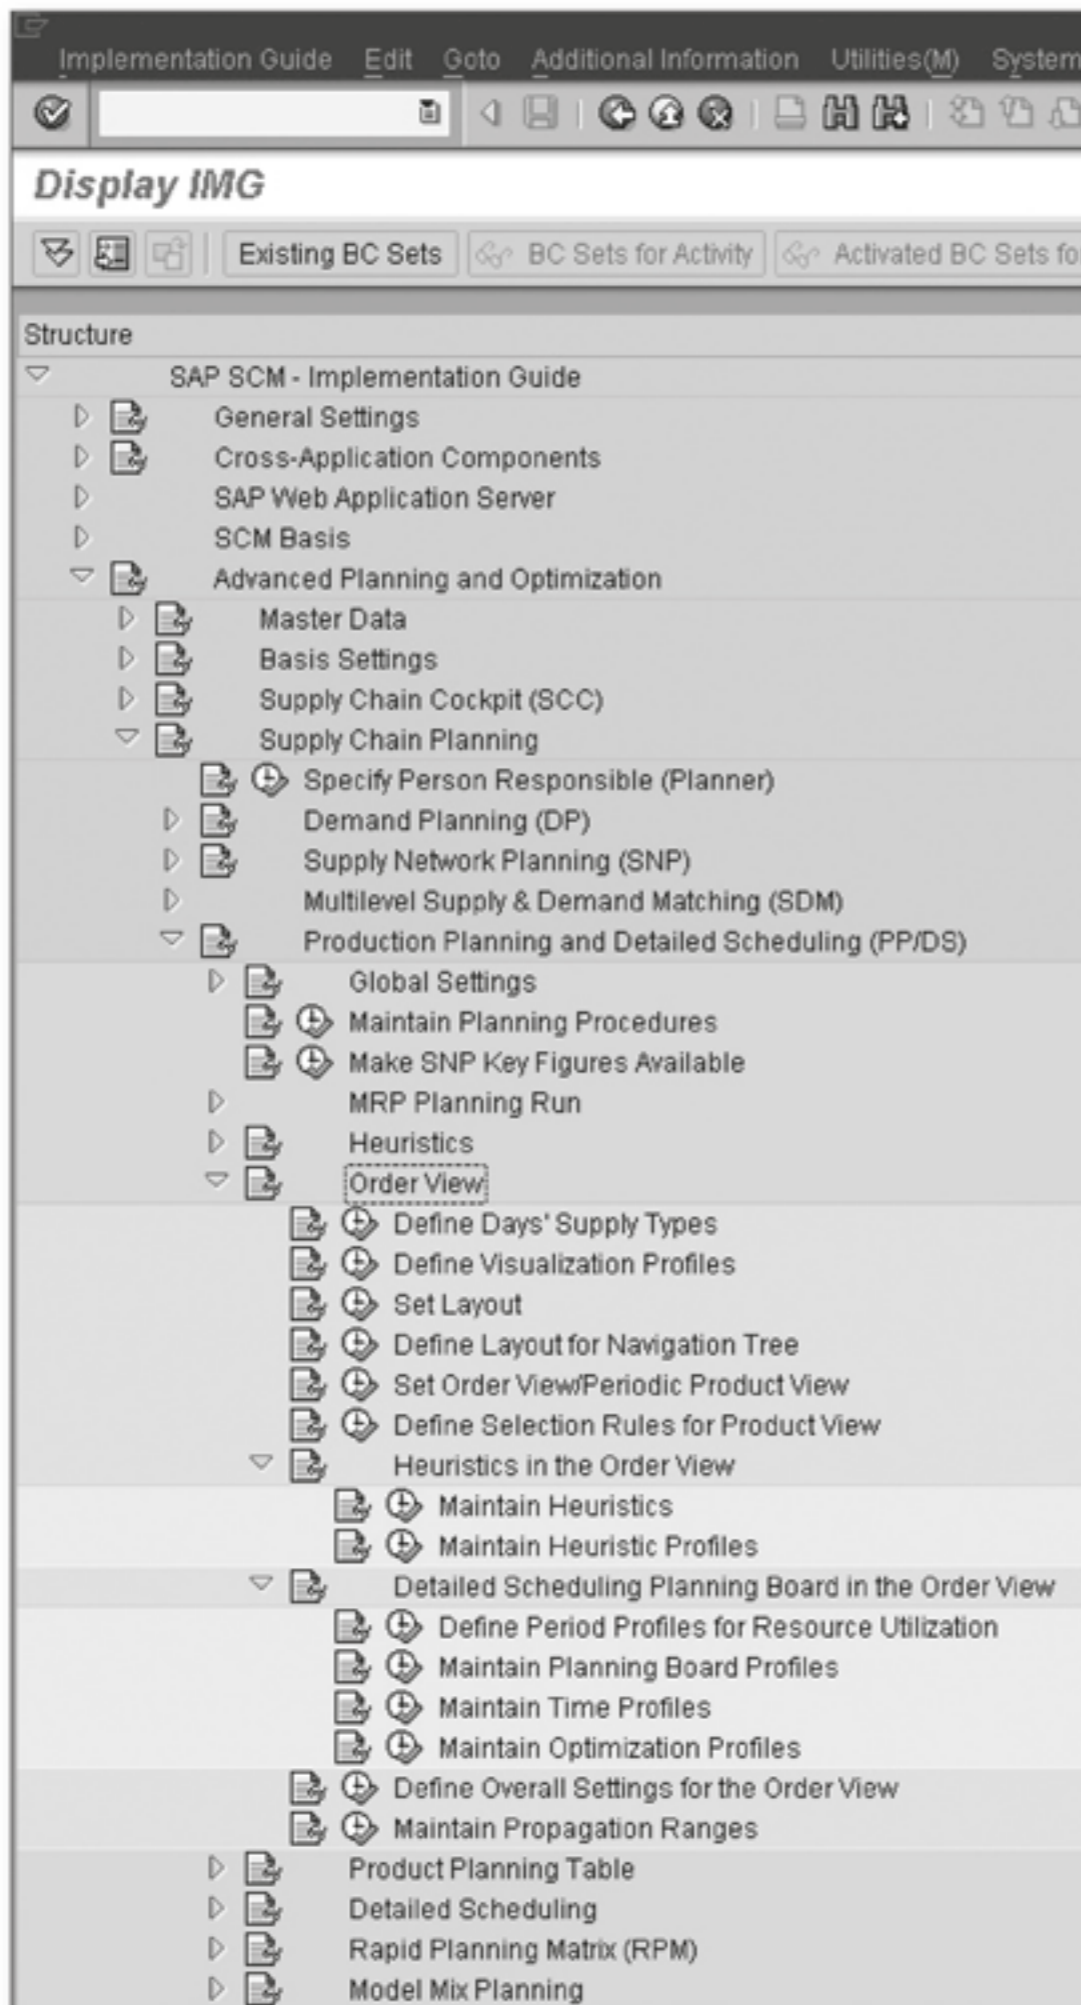 Implementation Guide Edit Goto Additional Information Utilities(M) System
Display IMG
Existing BC Sets BC Sets for Activity Activated BC Sets fo
Structure
SAP SCM - Implementation Guide
General Settings
Cross-Application Components
SAP Web Application Server
SCM Basis
Advanced Planning and Optimization
Master Data
Basis Settings
Supply Chain Cockpit (SCC)
Supply Chain Planning
Specify Person Responsible (Planner)
Demand Planning (DP)
Supply Network Planning (SNP)
Multilevel Supply & Demand Matching (SDM)
Production Planning and Detailed Scheduling (PP/DS)
Global Settings
Maintain Planning Procedures
Make SNP Key Figures Available
MRP Planning Run
Heuristics
Order View
Define Days' Supply Types
Define Visualization Profiles
Set Layout
Define Layout for Navigation Tree
Set Order View/Periodic Product View
Define Selection Rules for Product View
Heuristics in the Order View
Maintain Heuristics
Maintain Heuristic Profiles
Detailed Scheduling Planning Board in the Order View
Define Period Profiles for Resource Utilization
Maintain Planning Board Profiles
Maintain Time Profiles
Maintain Optimization Profiles
Define Overall Settings for the Order View
Maintain Propagation Ranges
Product Planning Table
Detailed Scheduling
Rapid Planning Matrix (RPM)
Model Mix Planning